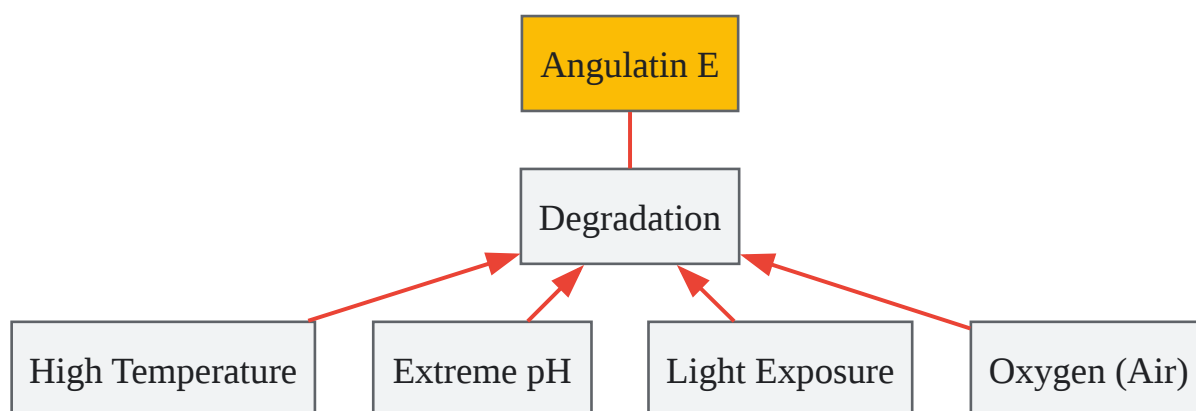 Angulatin E
Degradation
High Temperature
Extreme pH
Light Exposure
Oxygen (Air)